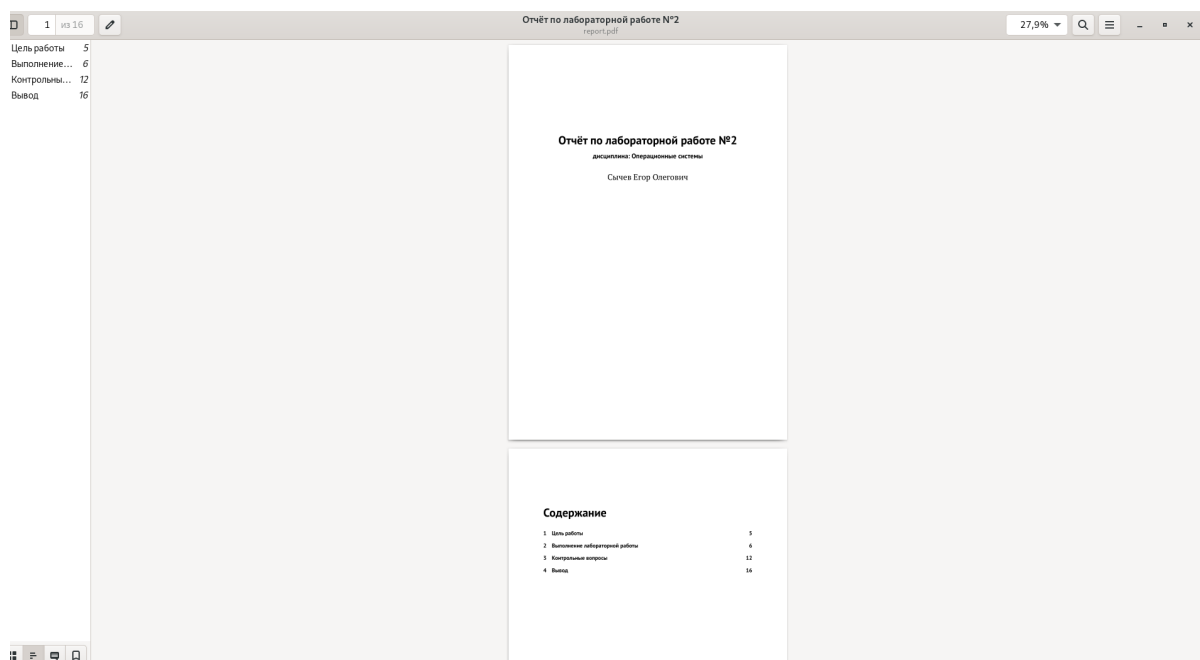 1 из 16
Отчёт по лабораторной работе №2
report.pdf
27,9%
Цель работы 5
Выполнение... 6
Контрольны... 12
Вывод 16
Отчёт по лабораторной работе №2
дисциплина: Операционные системы
Сычев Егор Олегович
Содержание
1 Цель работы 5
2 Выполнение лабораторной работы 6
3 Контрольные вопросы 12
4 Вывод 16